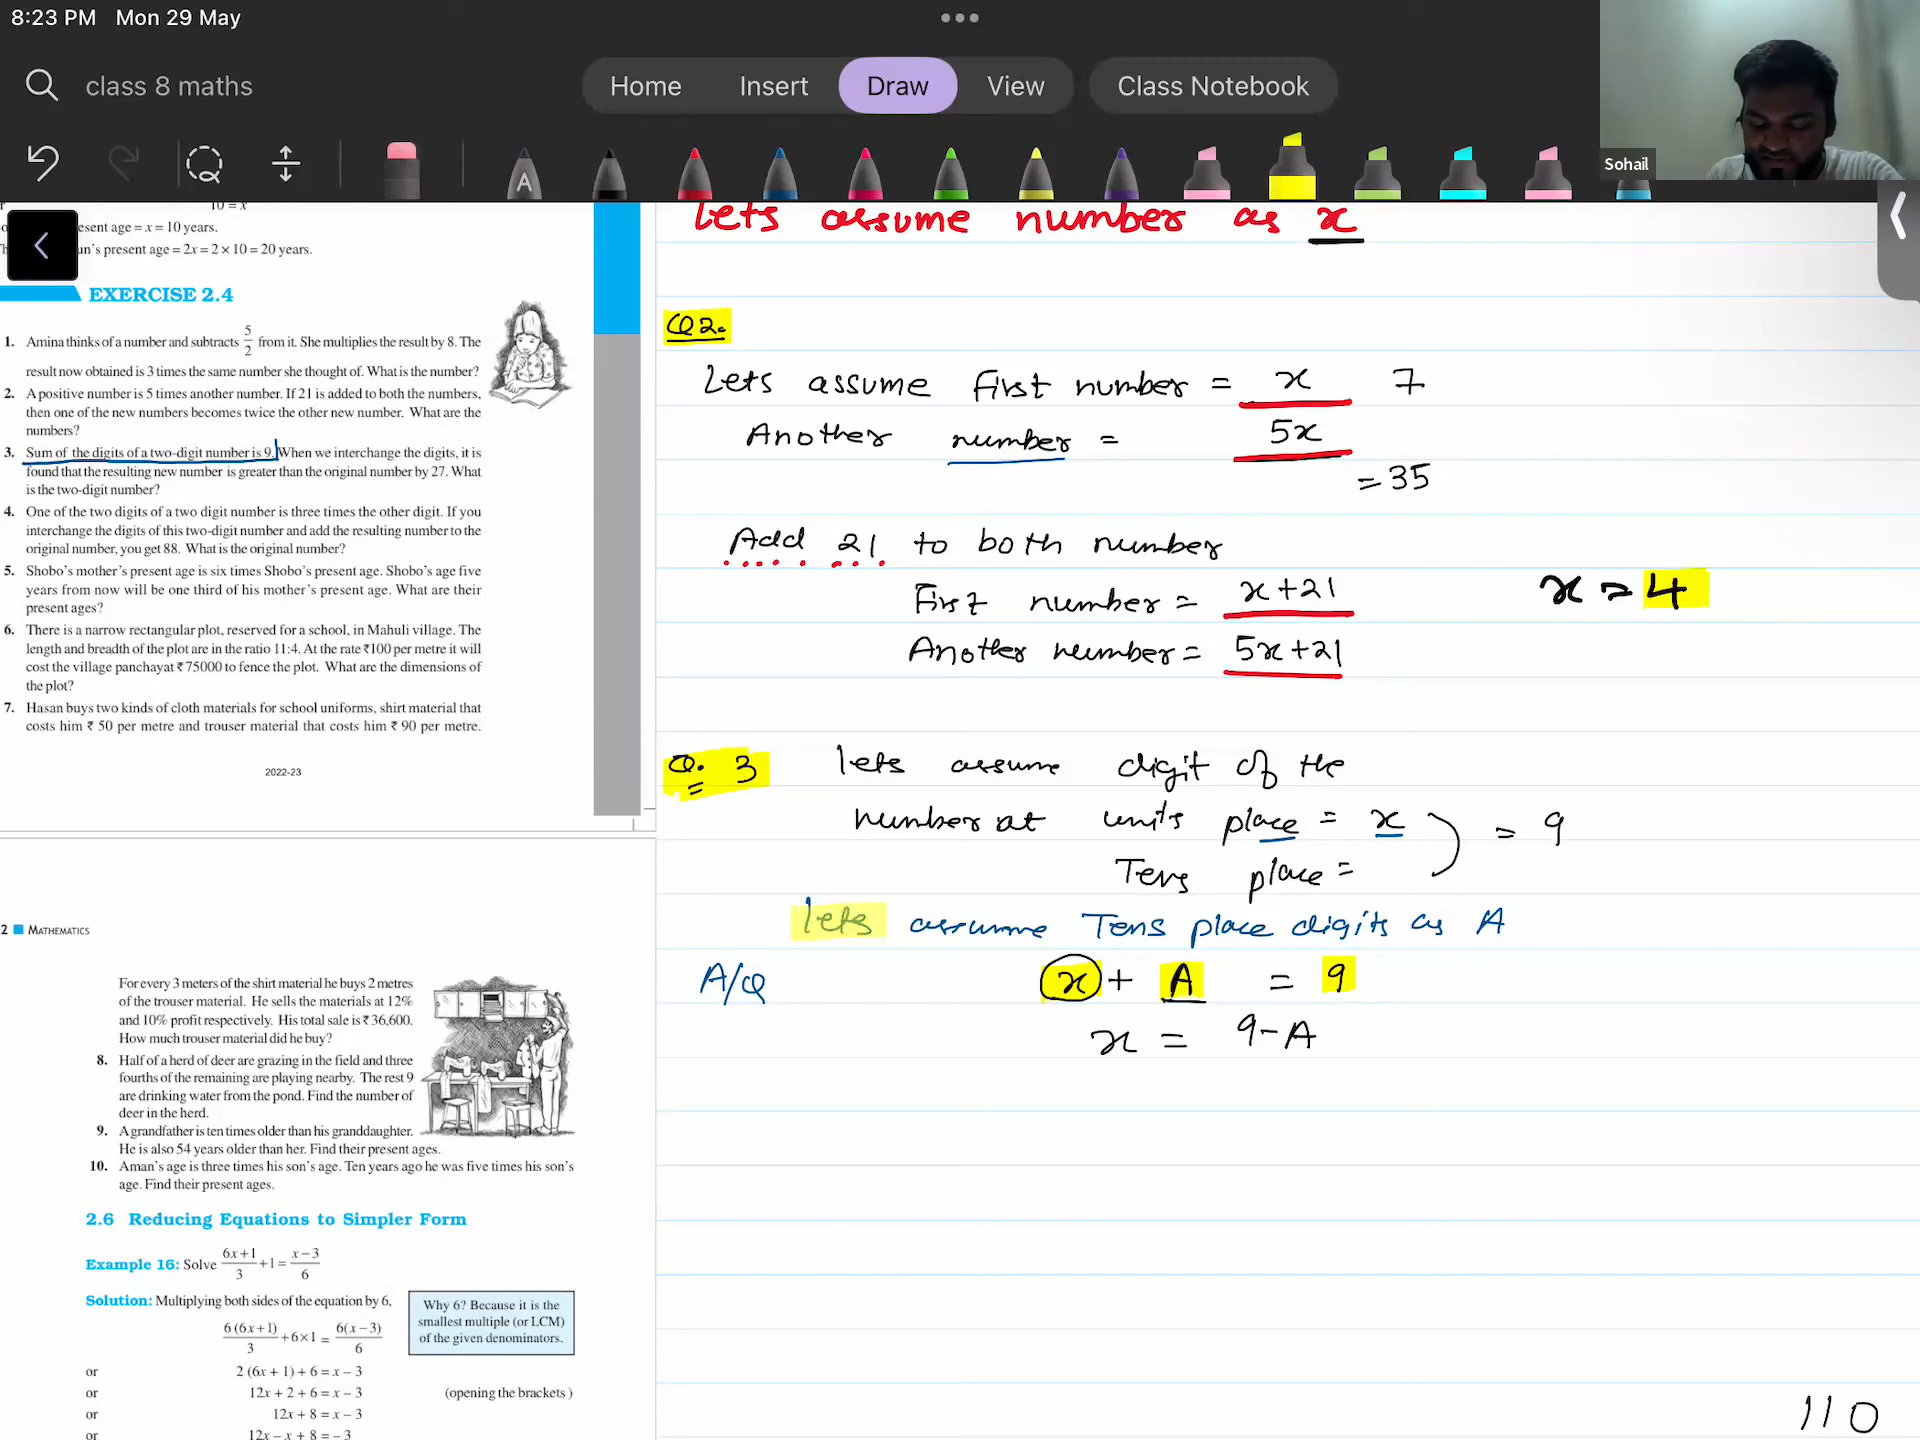 8:23 PM Mon 29 May
class 8 maths
Home Insert Draw View Class Notebook
A
Sohail
10 = x
esent age = x = 10 years.
un's present age = 2x = 2 × 10 = 20 years.
EXERCISE 2.4
1. Amina thinks of a number and subtracts 5/2 from it. She multiplies the result by 8. The
result now obtained is 3 times the same number she thought of. What is the number?
2. A positive number is 5 times another number. If 21 is added to both the numbers,
then one of the new numbers becomes twice the other new number. What are the
numbers?
3. Sum of the digits of a two-digit number is 9. When we interchange the digits, it is
found that the resulting new number is greater than the original number by 27. What
is the two-digit number?
4. One of the two digits of a two digit number is three times the other digit. If you
interchange the digits of this two-digit number and add the resulting number to the
original number, you get 88. What is the original number?
5. Shobo's mother's present age is six times Shobo's present age. Shobo's age five
years from now will be one third of his mother's present age. What are their
present ages?
6. There is a narrow rectangular plot, reserved for a school, in Mahuli village. The
length and breadth of the plot are in the ratio 11:4. At the rate ₹100 per metre it will
cost the village panchayat ₹ 75000 to fence the plot. What are the dimensions of
the plot?
7. Hasan buys two kinds of cloth materials for school uniforms, shirt material that
costs him ₹ 50 per metre and trouser material that costs him ₹ 90 per metre.
2022-23
2 MATHEMATICS
For every 3 meters of the shirt material he buys 2 metres
of the trouser material. He sells the materials at 12%
and 10% profit respectively. His total sale is ₹ 36,600.
How much trouser material did he buy?
8. Half of a herd of deer are grazing in the field and three
fourths of the remaining are playing nearby. The rest 9
are drinking water from the pond. Find the number of
deer in the herd.
9. A grandfather is ten times older than his granddaughter.
He is also 54 years older than her. Find their present ages.
10. Aman's age is three times his son's age. Ten years ago he was five times his son's
age. Find their present ages.
2.6 Reducing Equations to Simpler Form
Example 16: Solve (6x+1)/3 + 1 = (x−3)/6
Solution: Multiplying both sides of the equation by 6,
6(6x+1)/3 + 6×1 = 6(x−3)/6
Why 6? Because it is the
smallest multiple (or LCM)
of the given denominators.
or 2 (6x + 1) + 6 = x − 3
or 12x + 2 + 6 = x − 3 (opening the brackets )
or 12x + 8 = x − 3
or 12x − x + 8 = − 3
Lets assume number as x
Q2.
Lets assume First number = x 7
Another number = 5x
= 35
Add 21 to both number
First number = x+21
x = 4
Another number = 5x+21
Q. 3 lets assume digit of the
number at units place = x ) = 9
Tens place =
lets assume Tens place digits as A
A/Q x + A = 9
x = 9-A
110